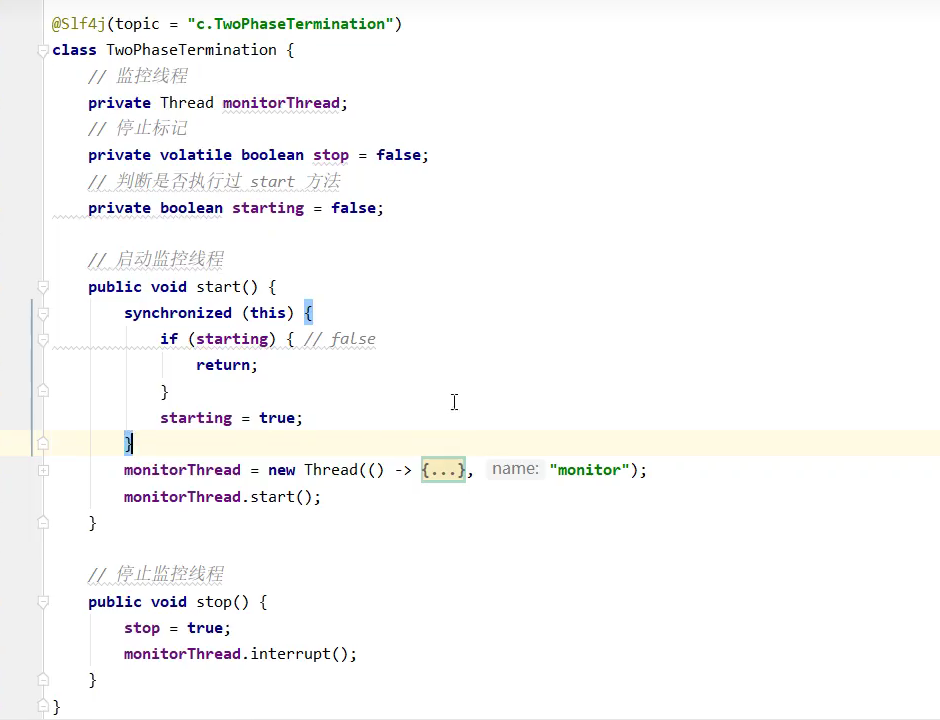 @Slf4j(topic = "c.TwoPhaseTermination")
class TwoPhaseTermination {
// 监控线程
private Thread monitorThread;
// 停止标记
private volatile boolean stop = false;
// 判断是否执行过 start 方法
private boolean starting = false;
// 启动监控线程
public void start() {
synchronized (this) {
if (starting) { // false
return;
}
starting = true;
}
monitorThread = new Thread(() -> {...}, name: "monitor");
monitorThread.start();
}
// 停止监控线程
public void stop() {
stop = true;
monitorThread.interrupt();
}
}